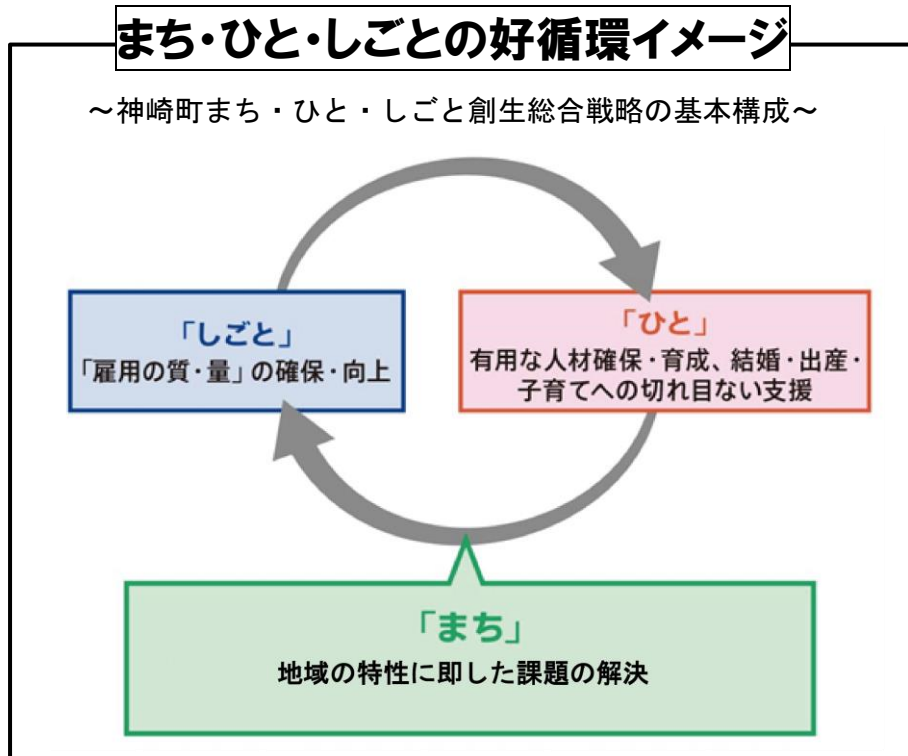 まち・ひと・しごとの好循環イメージ
～神崎町まち・ひと・しごと創生総合戦略の基本構成～
「しごと」
「雇用の質・量」の確保・向上
「ひと」
有用な人材確保・育成、結婚・出産・
子育てへの切れ目ない支援
「まち」
地域の特性に即した課題の解決